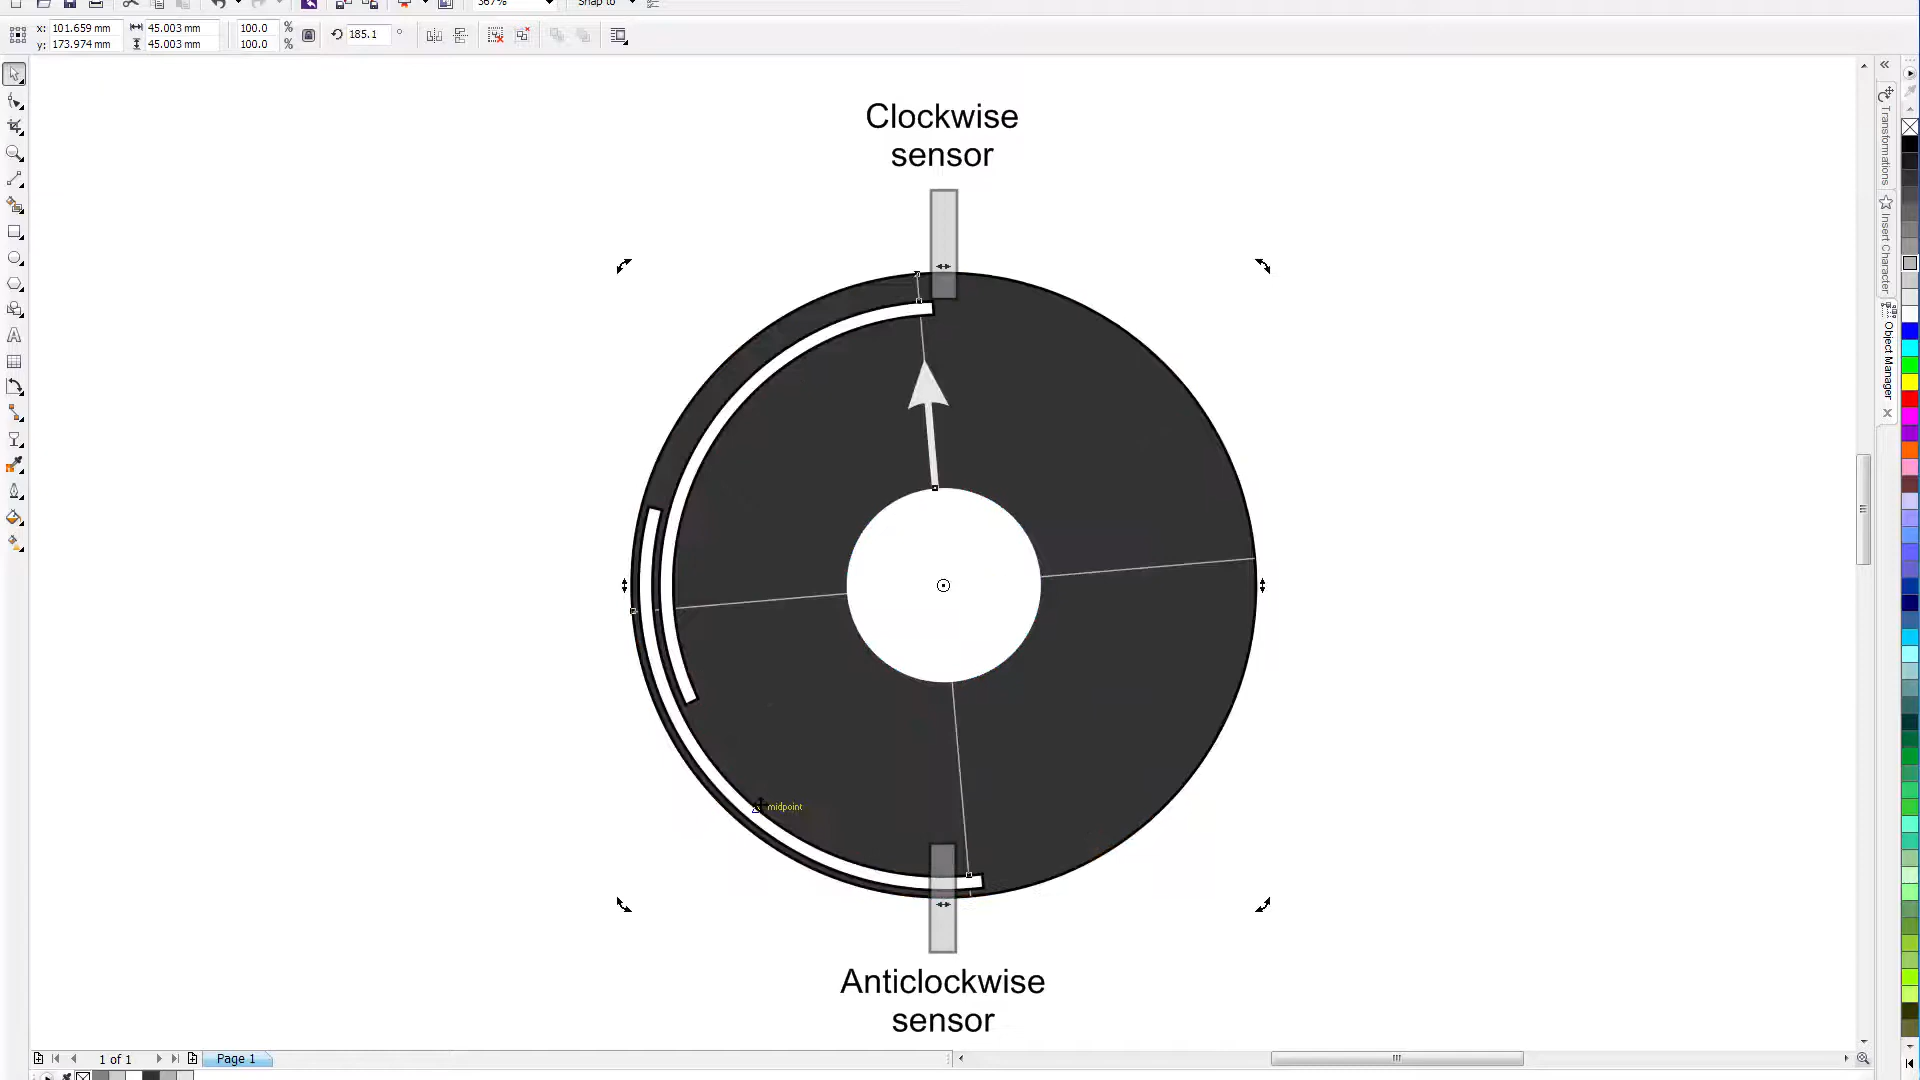 367%
Snap to
x: 101.659 mm
y: 173.974 mm
45.003 mm
45.003 mm
100.0 %
100.0 %
185.1 °
Clockwise
sensor
midpoint
Anticlockwise
sensor
Transformations
Insert Character
Object Manager
1 of 1
Page 1